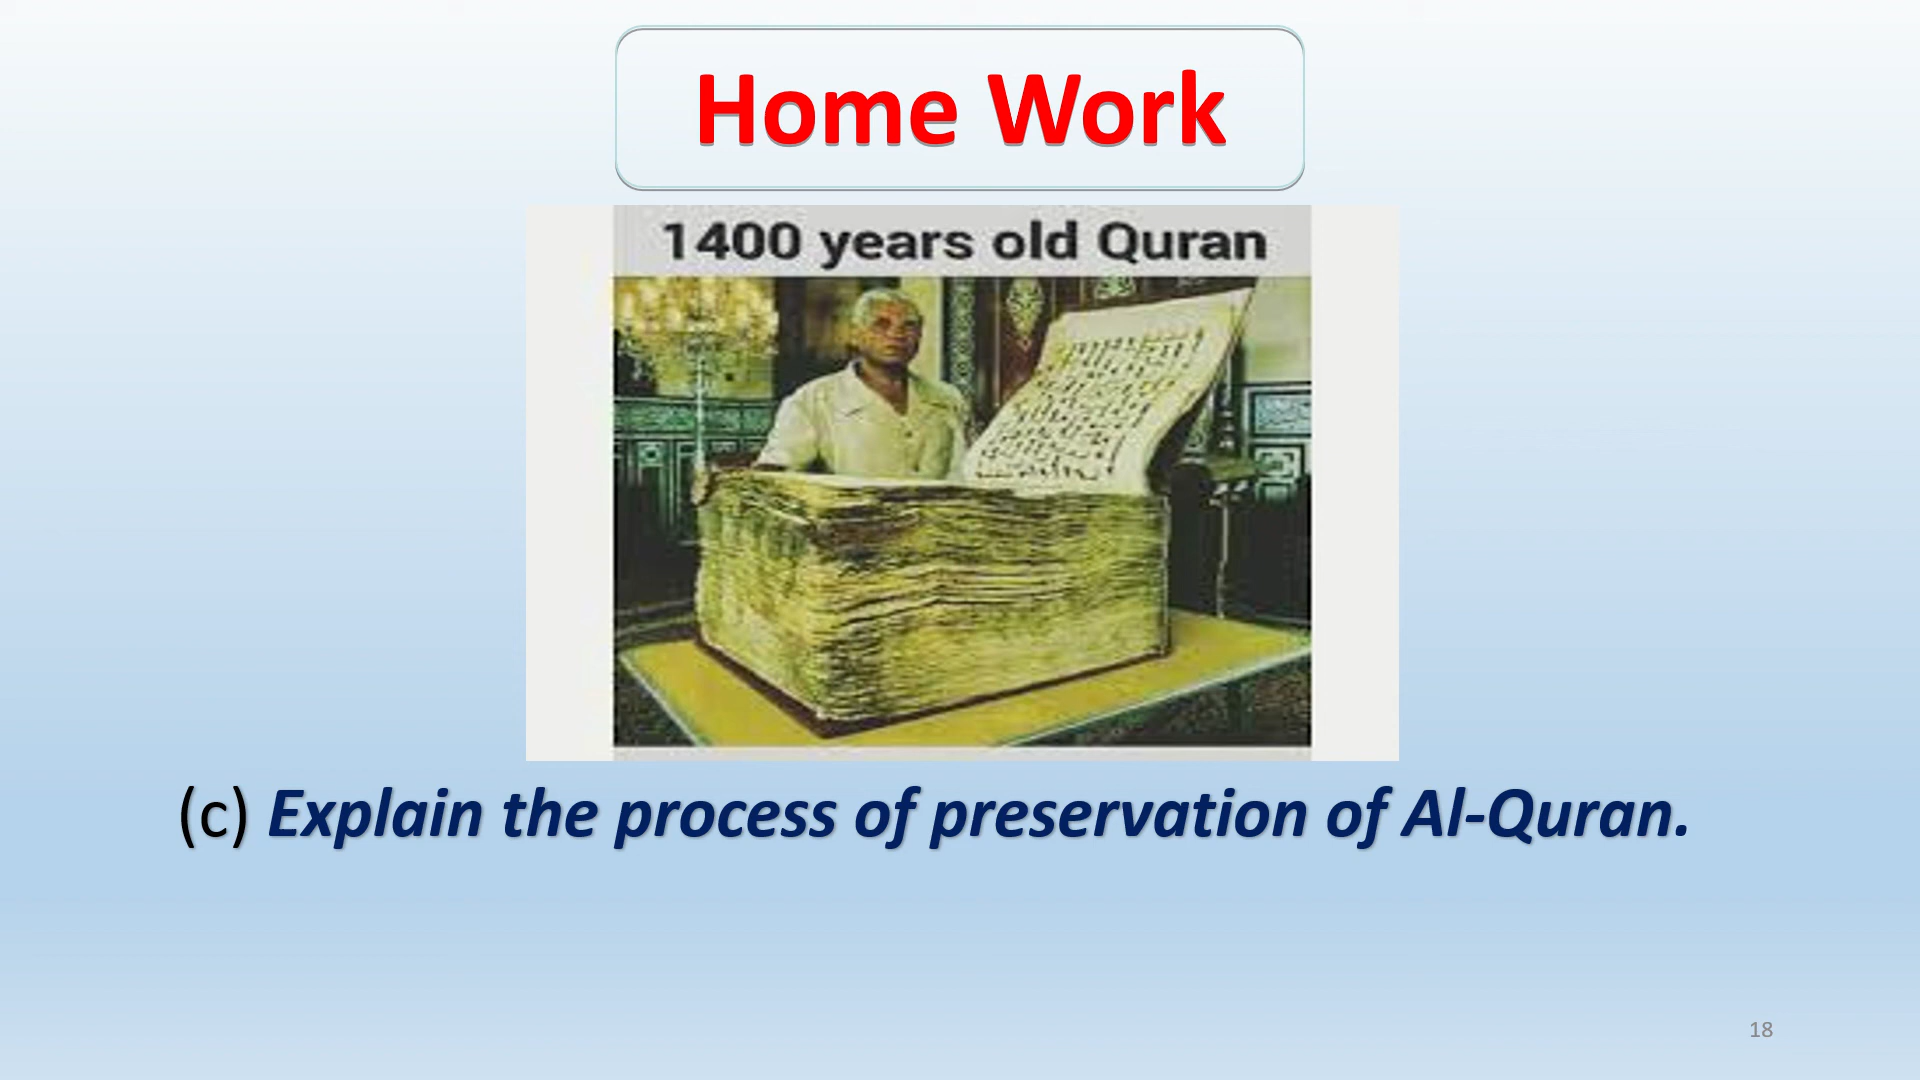 Home Work
1400 years old Quran
(c) Explain the process of preservation of Al-Quran.
18